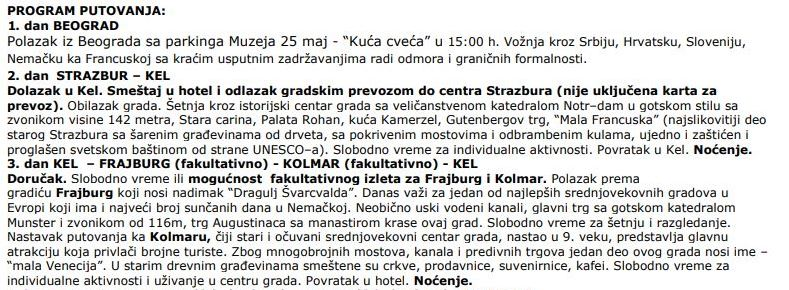 PROGRAM PUTOVANJA:
1. dan BEOGRAD
Polazak iz Beograda sa parkinga Muzeja 25 maj - “Kuća cveća” u 15:00 h. Vožnja kroz Srbiju, Hrvatsku, Sloveniju,
Nemačku ka Francuskoj sa kraćim usputnim zadržavanjima radi odmora i graničnih formalnosti.
2. dan  STRAZBUR – KEL
Dolazak u Kel. Smeštaj u hotel i odlazak gradskim prevozom do centra Strazbura (nije uključena karta za
prevoz). Obilazak grada. Šetnja kroz istorijski centar grada sa veličanstvenom katedralom Notr–dam u gotskom stilu sa
zvonikom visine 142 metra, Stara carina, Palata Rohan, kuća Kamerzel, Gutenbergov trg, “Mala Francuska” (najslikovitiji deo
starog Strazbura sa šarenim građevinama od drveta, sa pokrivenim mostovima i odbrambenim kulama, ujedno i zaštićen i
proglašen svetskom baštinom od strane UNESCO–a). Slobodno vreme za individualne aktivnosti. Povratak u Kel. Noćenje.
3. dan KEL  – FRAJBURG (fakultativno) - KOLMAR (fakultativno) - KEL
Doručak. Slobodno vreme ili mogućnost  fakultativnog izleta za Frajburg i Kolmar. Polazak prema
gradiću Frajburg koji nosi nadimak “Dragulj Švarcvalda”. Danas važi za jedan od najlepših srednjovekovnih gradova u
Evropi koji ima i najveći broj sunčanih dana u Nemačkoj. Neobično uski vodeni kanali, glavni trg sa gotskom katedralom
Munster i zvonikom od 116m, trg Augustinaca sa manastirom krase ovaj grad. Slobodno vreme za šetnju i razgledanje.
Nastavak putovanja ka Kolmaru, čiji stari i očuvani srednjovekovni centar grada, nastao u 9. veku, predstavlja glavnu
atrakciju koja privlači brojne turiste. Zbog mnogobrojnih mostova, kanala i predivnih trgova jedan deo ovog grada nosi ime –
“mala Venecija”. U starim drevnim građevinama smeštene su crkve, prodavnice, suvenirnice, kafei. Slobodno vreme za
individualne aktivnosti i uživanje u centru grada. Povratak u hotel. Noćenje.